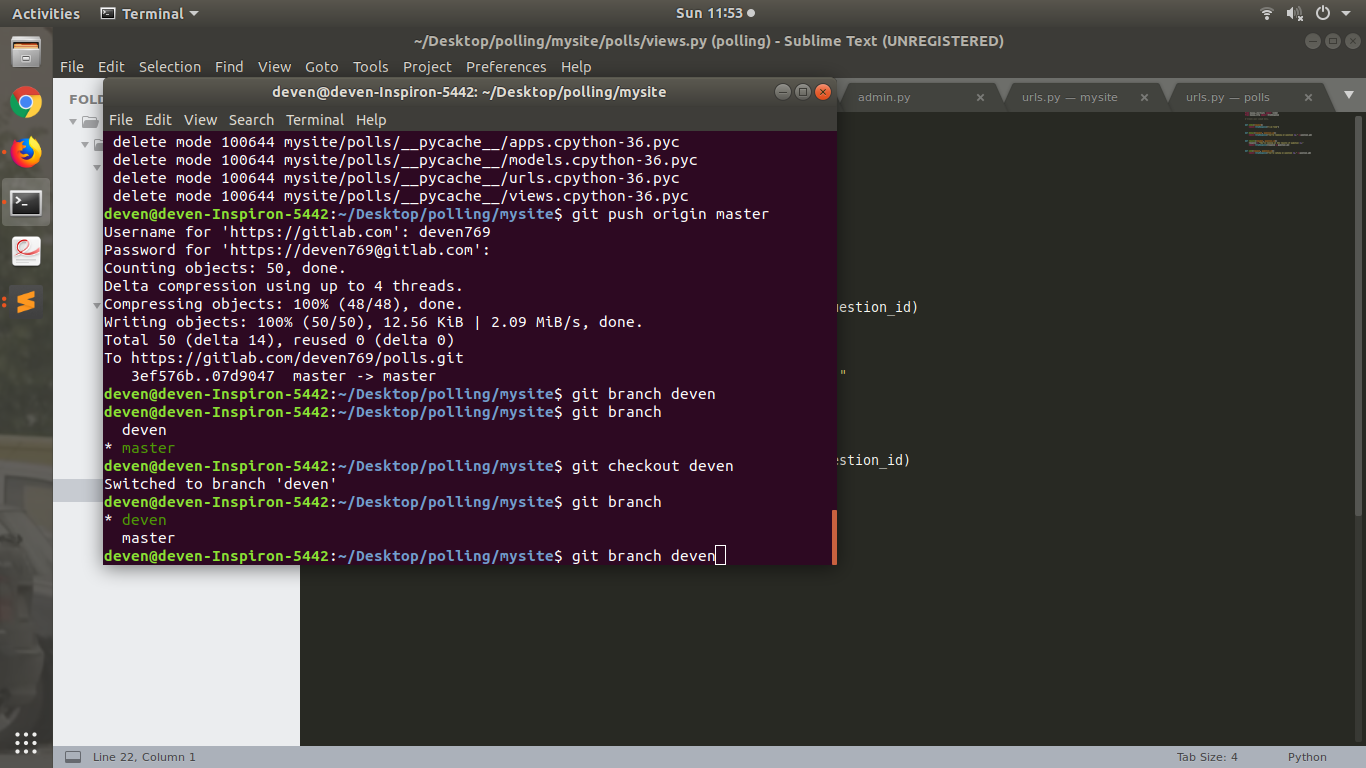 Activities Terminal Sun 11:53
~/Desktop/polling/mysite/polls/views.py (polling) - Sublime Text (UNREGISTERED)
File Edit Selection Find View Goto Tools Project Preferences Help
FOLD
deven@deven-Inspiron-5442: ~/Desktop/polling/mysite
admin.py urls.py — mysite urls.py — polls
File Edit View Search Terminal Help
delete mode 100644 mysite/polls/__pycache__/apps.cpython-36.pyc
delete mode 100644 mysite/polls/__pycache__/models.cpython-36.pyc
delete mode 100644 mysite/polls/__pycache__/urls.cpython-36.pyc
delete mode 100644 mysite/polls/__pycache__/views.cpython-36.pyc
deven@deven-Inspiron-5442:~/Desktop/polling/mysite$ git push origin master
Username for 'https://gitlab.com': deven769
Password for 'https://deven769@gitlab.com':
Counting objects: 50, done.
Delta compression using up to 4 threads.
Compressing objects: 100% (48/48), done.
Writing objects: 100% (50/50), 12.56 KiB | 2.09 MiB/s, done.
Total 50 (delta 14), reused 0 (delta 0)
To https://gitlab.com/deven769/polls.git
3ef576b..07d9047  master -> master
deven@deven-Inspiron-5442:~/Desktop/polling/mysite$ git branch deven
deven@deven-Inspiron-5442:~/Desktop/polling/mysite$ git branch
deven
* master
deven@deven-Inspiron-5442:~/Desktop/polling/mysite$ git checkout deven
Switched to branch 'deven'
deven@deven-Inspiron-5442:~/Desktop/polling/mysite$ git branch
* deven
master
deven@deven-Inspiron-5442:~/Desktop/polling/mysite$ git branch deven
estion_id)
"
stion_id)
Line 22, Column 1 Tab Size: 4 Python